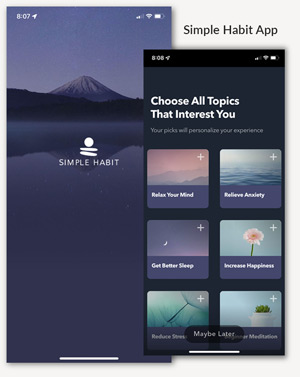 8:07
Simple Habit App
SIMPLE HABIT
8:08
Choose All Topics
That Interest You
Your picks will personalize your experience
Relax Your Mind
Relieve Anxiety
Get Better Sleep
Increase Happiness
Reduce Stress
Meditation
Maybe Later